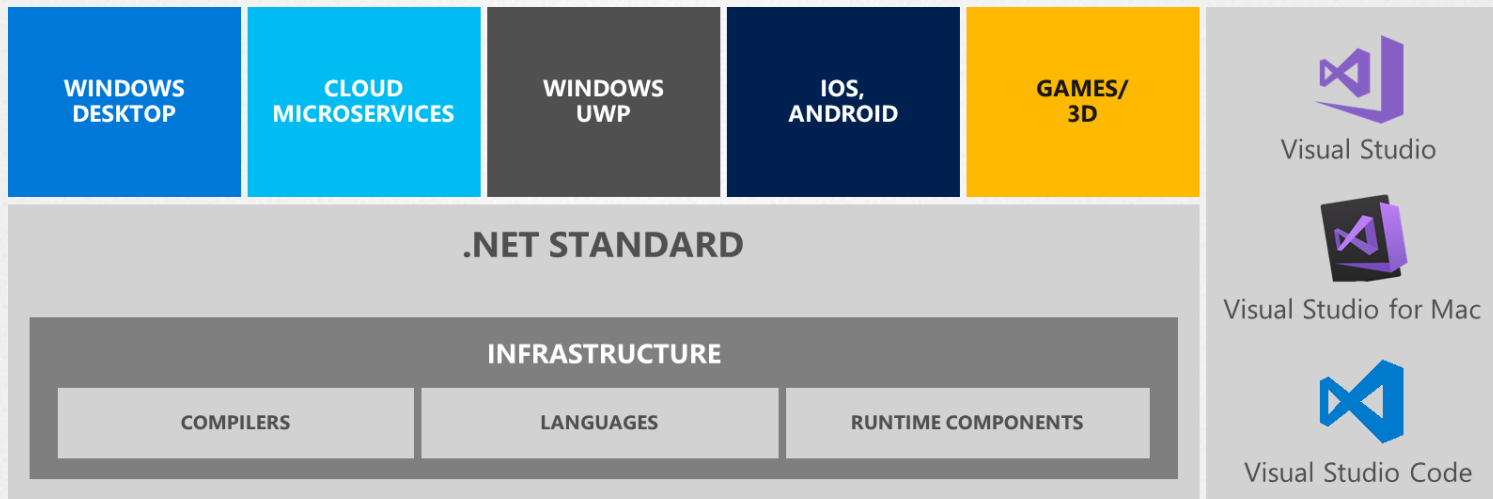 WINDOWS
DESKTOP
CLOUD
MICROSERVICES
WINDOWS
UWP
IOS,
ANDROID
GAMES/
3D
.NET STANDARD
INFRASTRUCTURE
COMPILERS
LANGUAGES
RUNTIME COMPONENTS
Visual Studio
Visual Studio for Mac
Visual Studio Code